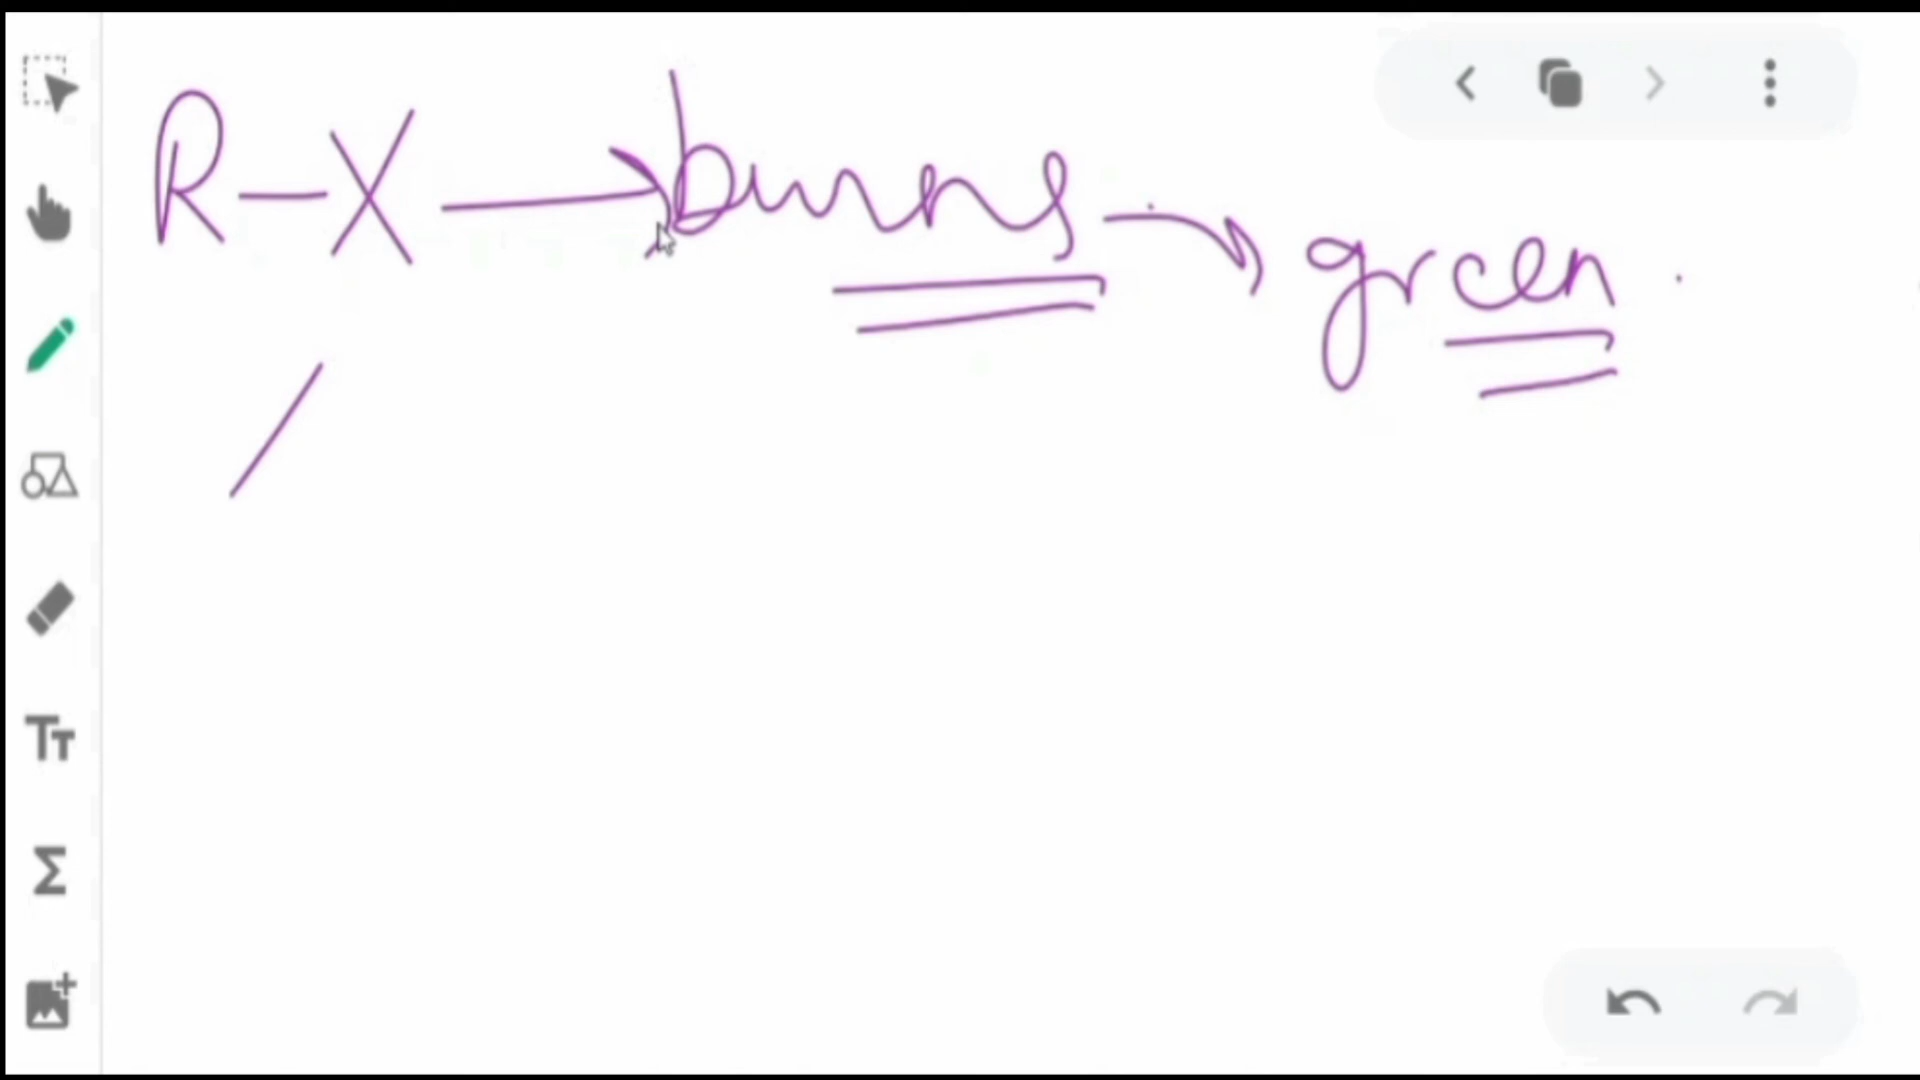 R-X → burns → green